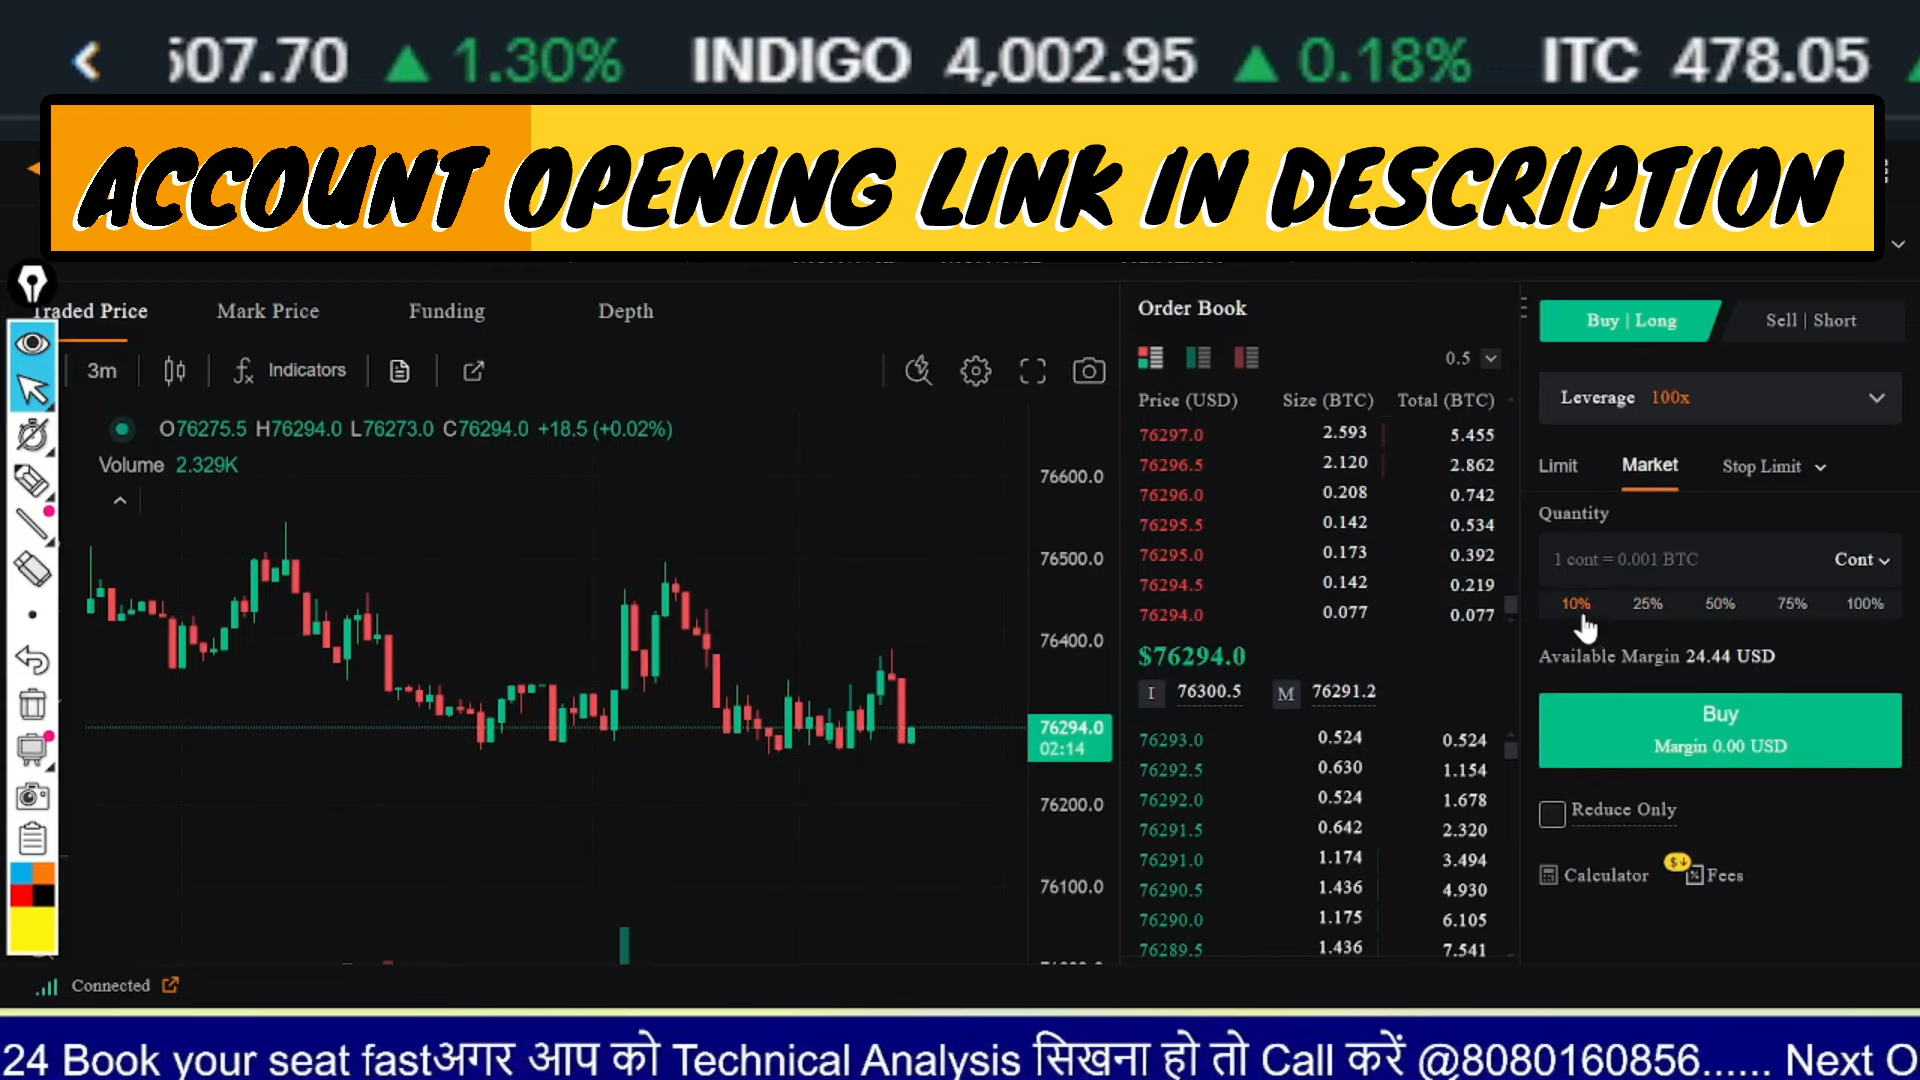 507.70 ▲ 1.30% INDIGO 4,002.95 ▲ 0.18% ITC 478.05
ACCOUNT OPENING LINK IN DESCRIPTION
Traded Price Mark Price Funding Depth
3m Indicators
O76275.5 H76294.0 L76273.0 C76294.0 +18.5 (+0.02%)
Volume 2.329K
76600.0
76500.0
76400.0
76294.0
02:14
76200.0
76100.0
Order Book
0.5
Price (USD) Size (BTC) Total (BTC)
76297.0 2.593 5.455
76296.5 2.120 2.862
76296.0 0.208 0.742
76295.5 0.142 0.534
76295.0 0.173 0.392
76294.5 0.142 0.219
76294.0 0.077 0.077
$76294.0
I 76300.5 M 76291.2
76293.0 0.524 0.524
76292.5 0.630 1.154
76292.0 0.524 1.678
76291.5 0.642 2.320
76291.0 1.174 3.494
76290.5 1.436 4.930
76290.0 1.175 6.105
76289.5 1.436 7.541
Buy | Long Sell | Short
Leverage 100x
Limit Market Stop Limit
Quantity
1 cont = 0.001 BTC Cont
10% 25% 50% 75% 100%
Available Margin 24.44 USD
Buy
Margin 0.00 USD
Reduce Only
Calculator Fees
Connected
24 Book your seat fastअगर आप को Technical Analysis सिखना हो तो Call करें @8080160856...... Next O